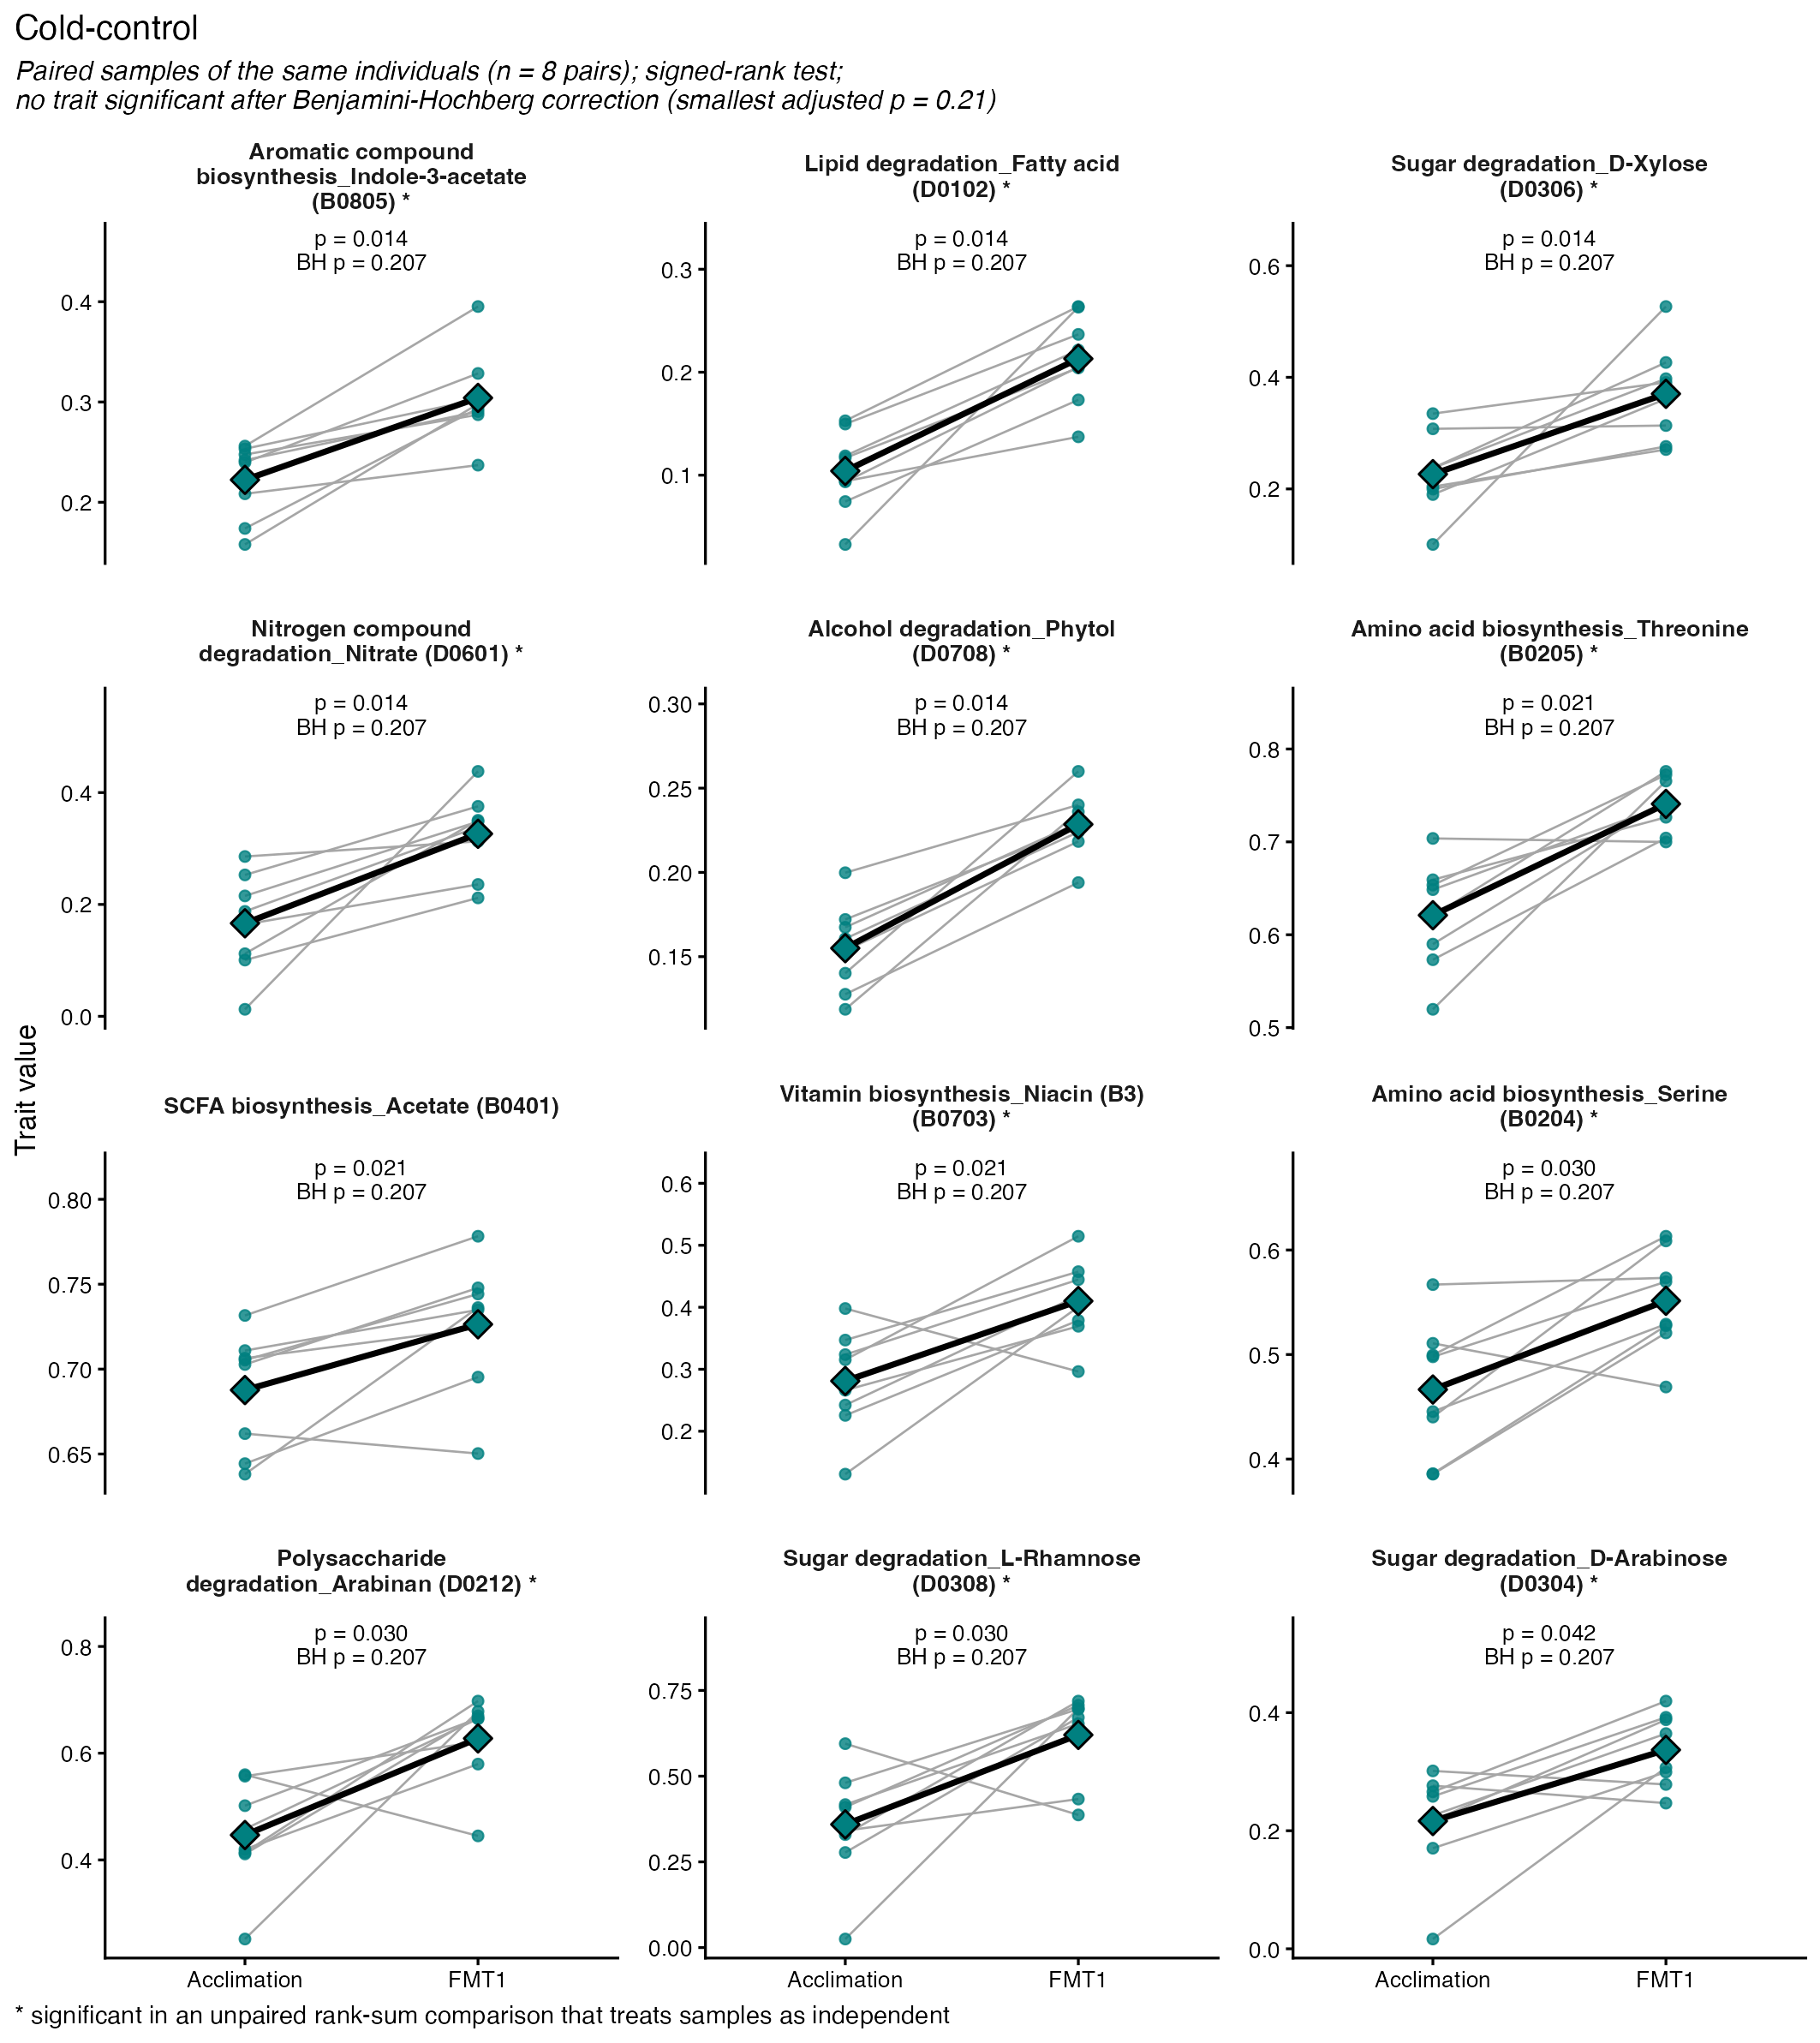 Cold-control
Paired samples of the same individuals (n = 8 pairs); signed-rank test;
no trait significant after Benjamini-Hochberg correction (smallest adjusted p = 0.21)
Trait value
Aromatic compound
biosynthesis_Indole-3-acetate
(B0805) *
p = 0.014
BH p = 0.207
0.4
0.3
0.2
Lipid degradation_Fatty acid
(D0102) *
p = 0.014
BH p = 0.207
0.3
0.2
0.1
Sugar degradation_D-Xylose
(D0306) *
p = 0.014
BH p = 0.207
0.6
0.4
0.2
Nitrogen compound
degradation_Nitrate (D0601) *
p = 0.014
BH p = 0.207
0.4
0.2
0.0
Alcohol degradation_Phytol
(D0708) *
p = 0.014
BH p = 0.207
0.30
0.25
0.20
0.15
Amino acid biosynthesis_Threonine
(B0205) *
p = 0.021
BH p = 0.207
0.8
0.7
0.6
0.5
SCFA biosynthesis_Acetate (B0401)
p = 0.021
BH p = 0.207
0.80
0.75
0.70
0.65
Vitamin biosynthesis_Niacin (B3)
(B0703) *
p = 0.021
BH p = 0.207
0.6
0.5
0.4
0.3
0.2
Amino acid biosynthesis_Serine
(B0204) *
p = 0.030
BH p = 0.207
0.6
0.5
0.4
Polysaccharide
degradation_Arabinan (D0212) *
p = 0.030
BH p = 0.207
0.8
0.6
0.4
Acclimation FMT1
Sugar degradation_L-Rhamnose
(D0308) *
p = 0.030
BH p = 0.207
0.75
0.50
0.25
0.00
Acclimation FMT1
Sugar degradation_D-Arabinose
(D0304) *
p = 0.042
BH p = 0.207
0.4
0.2
0.0
Acclimation FMT1
* significant in an unpaired rank-sum comparison that treats samples as independent